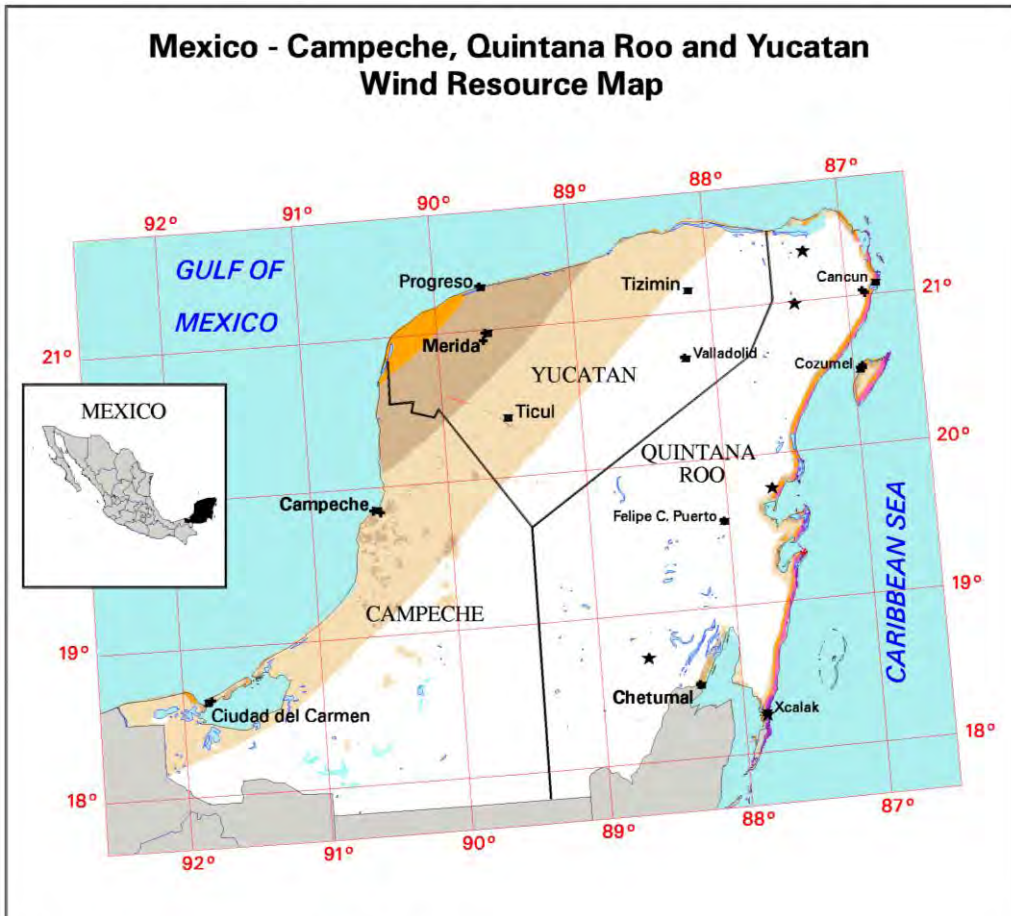 Mexico - Campeche, Quintana Roo and Yucatan
Wind Resource Map
87°
88°
89°
90°
91°
92°
GULF OF
MEXICO
Progreso
Tizimin
Cancun
21°
Merida
Valladolid
Cozumel
21°
YUCATAN
MEXICO
Ticul
20°
QUINTANA
ROO
Campeche
Felipe C. Puerto
CARIBBEAN SEA
19°
CAMPECHE
19°
Chetumal
Xcalak
Ciudad del Carmen
18°
18°
87°
88°
89°
90°
91°
92°